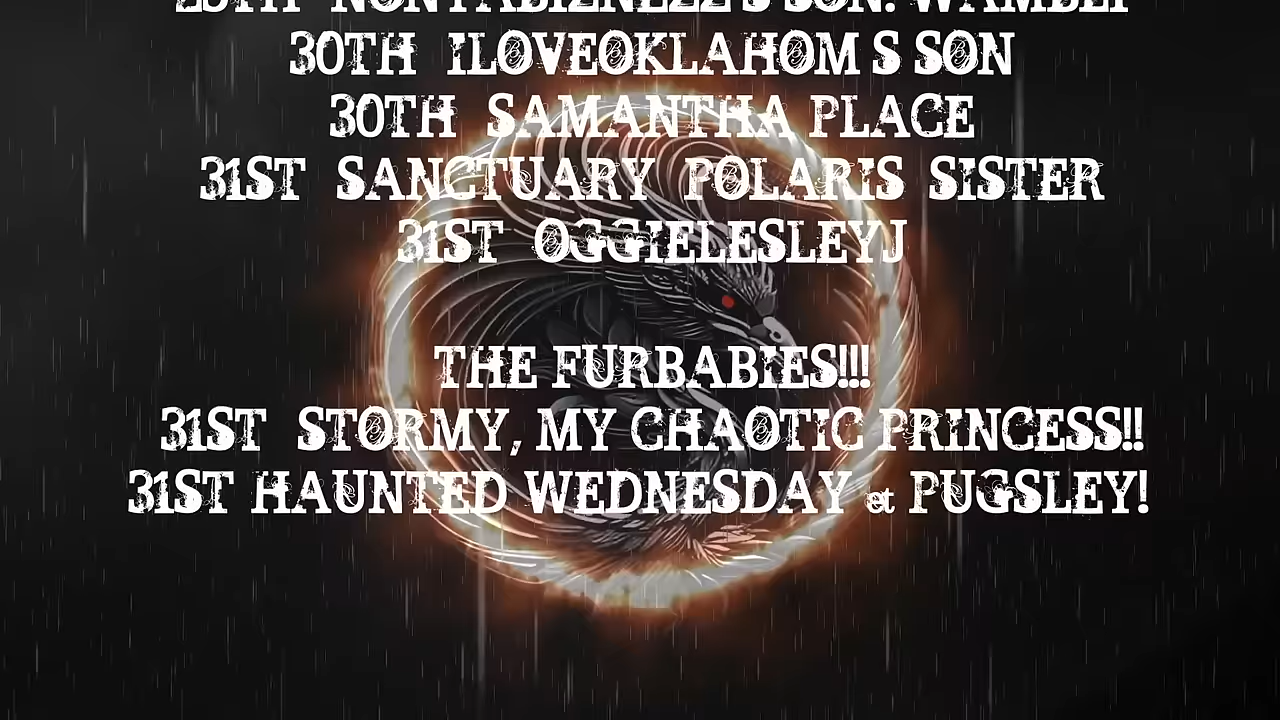 30TH ILOVEOKLAHOM S SON
30TH SAMANTHA PLACE
31ST SANCTUARY POLARIS SISTER
31ST OGGIELESLEYJ
THE FURBABIES!!!
31ST STORMY, MY CHAOTIC PRINCESS!!
31ST HAUNTED WEDNESDAY & PUGSLEY!